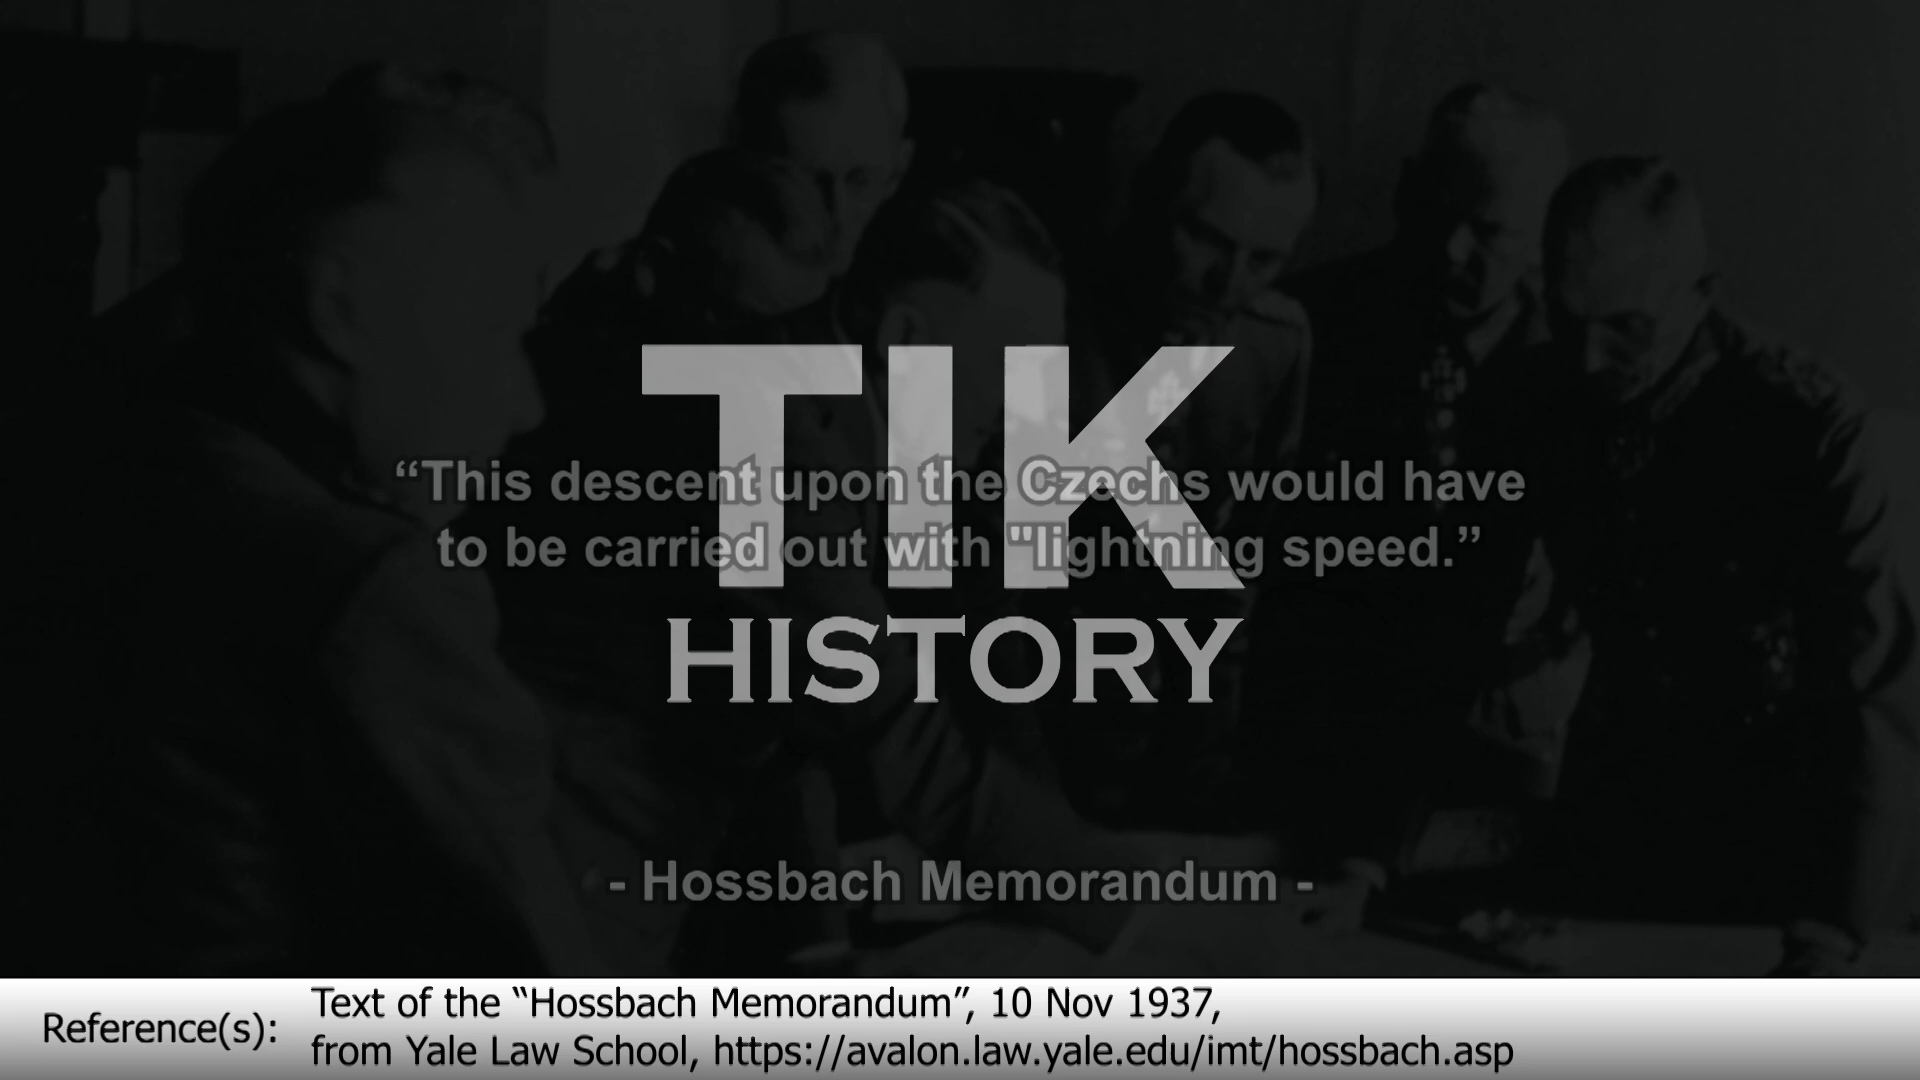 TIK
HISTORY
“This descent upon the Czechs would have
to be carried out with "lightning speed.”
- Hossbach Memorandum -
Reference(s):
Text of the “Hossbach Memorandum”, 10 Nov 1937,
from Yale Law School, https://avalon.law.yale.edu/imt/hossbach.asp